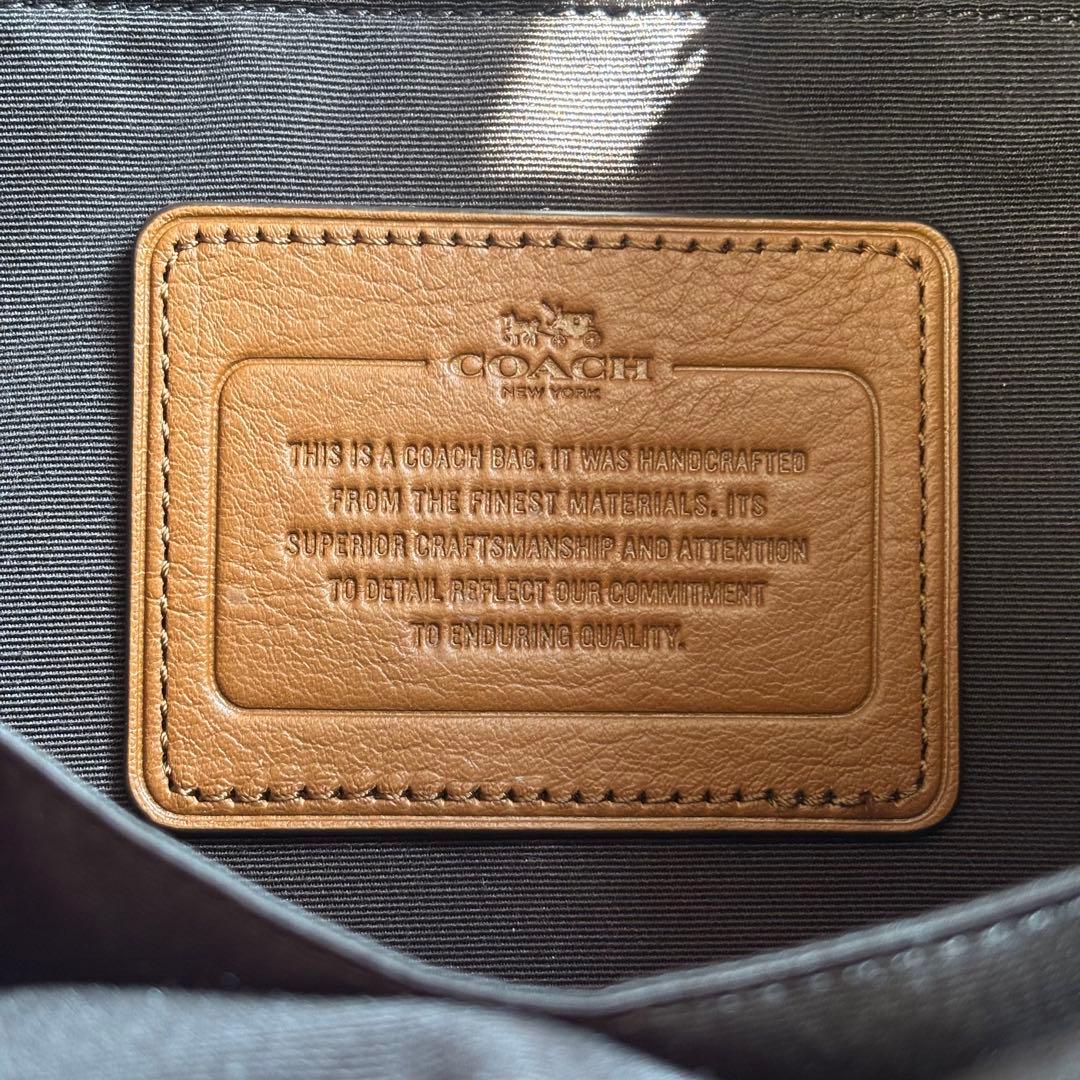 COACH
NEW YORK
THIS IS A COACH BAG. IT WAS HANDCRAFTED
FROM THE FINEST MATERIALS. ITS
SUPERIOR CRAFTSMANSHIP AND ATTENTION
TO DETAIL REFLECT OUR COMMITMENT
TO ENDURING QUALITY.